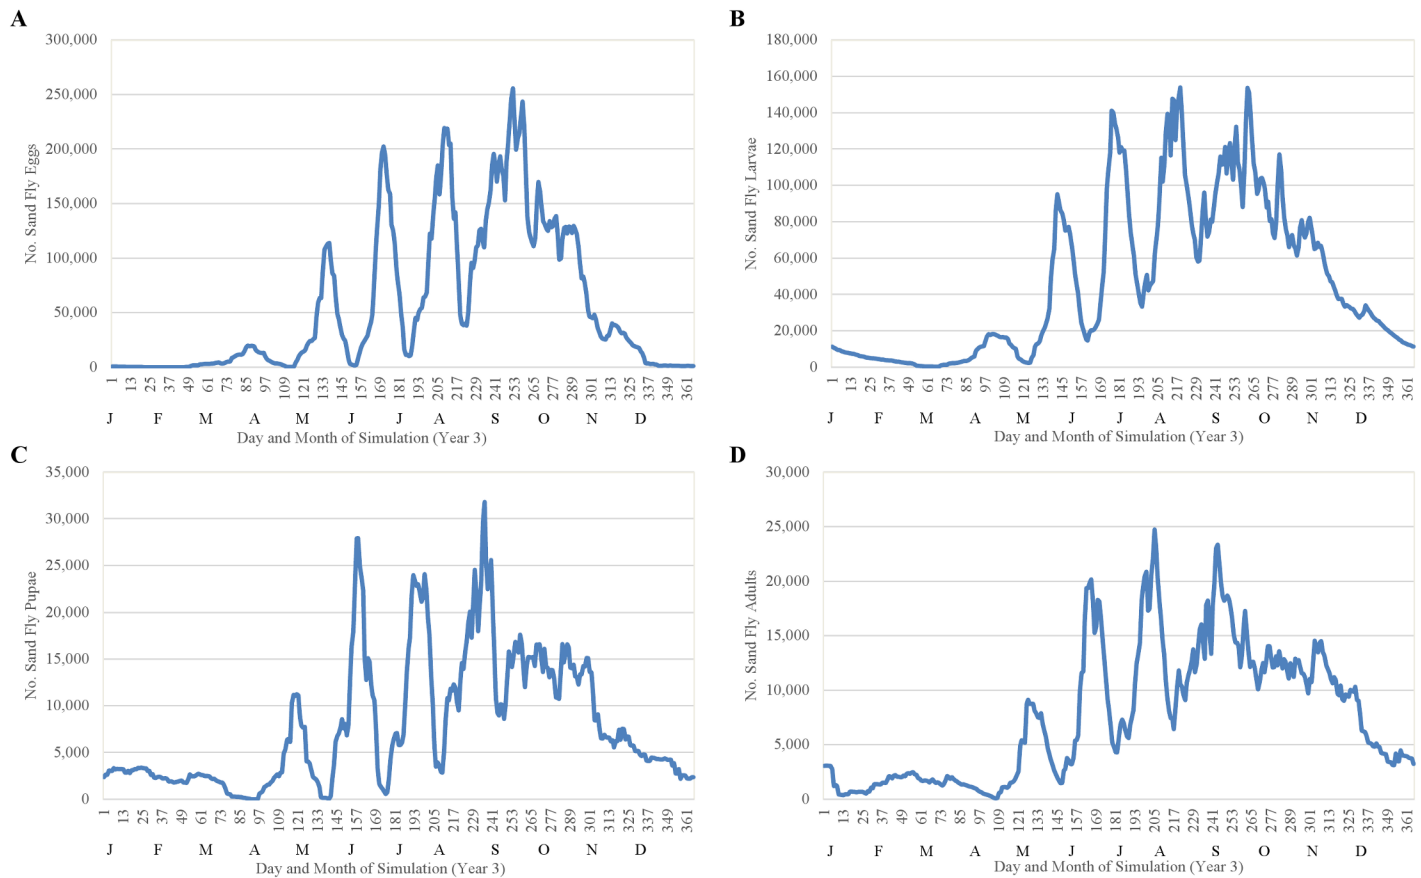 A
300,000
250,000
200,000
150,000
100,000
50,000
0
No. Sand Fly Eggs
1 13 25 37 49 61 73 85 97 109 121 133 145 157 169 181 193 205 217 229 241 253 265 277 289 301 313 325 337 349 361
J F M A M J J A S O N D
Day and Month of Simulation (Year 3)
B
180,000
160,000
140,000
120,000
100,000
80,000
60,000
40,000
20,000
0
No. Sand Fly Larvae
1 13 25 37 49 61 73 85 97 109 121 133 145 157 169 181 193 205 217 229 241 253 265 277 289 301 313 325 337 349 361
J F M A M J J A S O N D
Day and Month of Simulation (Year 3)
C
35,000
30,000
25,000
20,000
15,000
10,000
5,000
0
No. Sand Fly Pupae
1 13 25 37 49 61 73 85 97 109 121 133 145 157 169 181 193 205 217 229 241 253 265 277 289 301 313 325 337 349 361
J F M A M J J A S O N D
Day and Month of Simulation (Year 3)
D
30,000
25,000
20,000
15,000
10,000
5,000
0
No. Sand Fly Adults
1 13 25 37 49 61 73 85 97 109 121 133 145 157 169 181 193 205 217 229 241 253 265 277 289 301 313 325 337 349 361
J F M A M J J A S O N D
Day and Month of Simulation (Year 3)